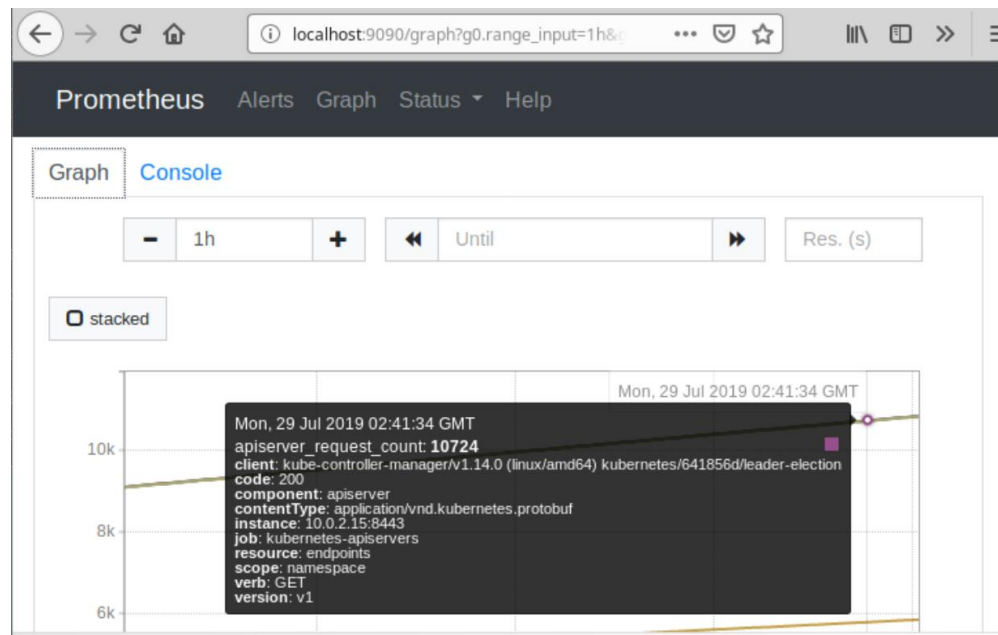 localhost:9090/graph?g0.range_input=1h&
Prometheus Alerts Graph Status Help
Graph Console
1h Until Res. (s)
stacked
Mon, 29 Jul 2019 02:41:34 GMT
Mon, 29 Jul 2019 02:41:34 GMT
apiserver_request_count: 10724
10k
client: kube-controller-manager/v1.14.0 (linux/amd64) kubernetes/641856d/leader-election
code: 200
component: apiserver
contentType: application/vnd.kubernetes.protobuf
instance: 10.0.2.15:8443
8k
job: kubernetes-apiservers
resource: endpoints
scope: namespace
verb: GET
version: v1
6k